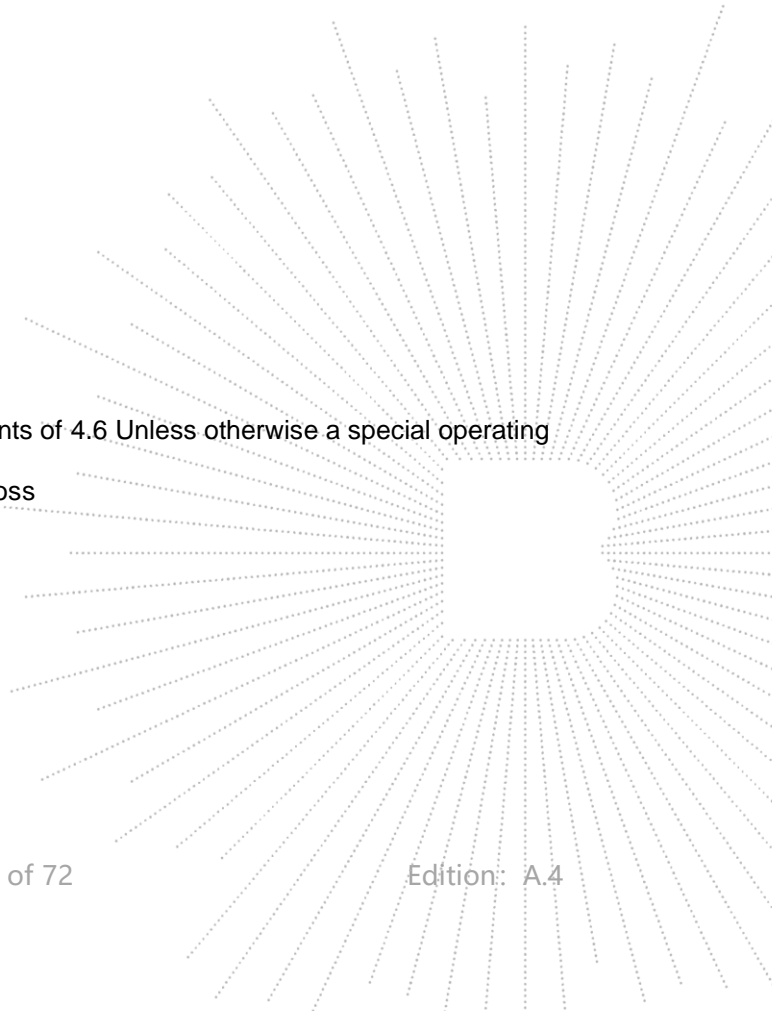 nts of 4.6 Unless otherwise a special operating
oss
of 72 Edition: A.4